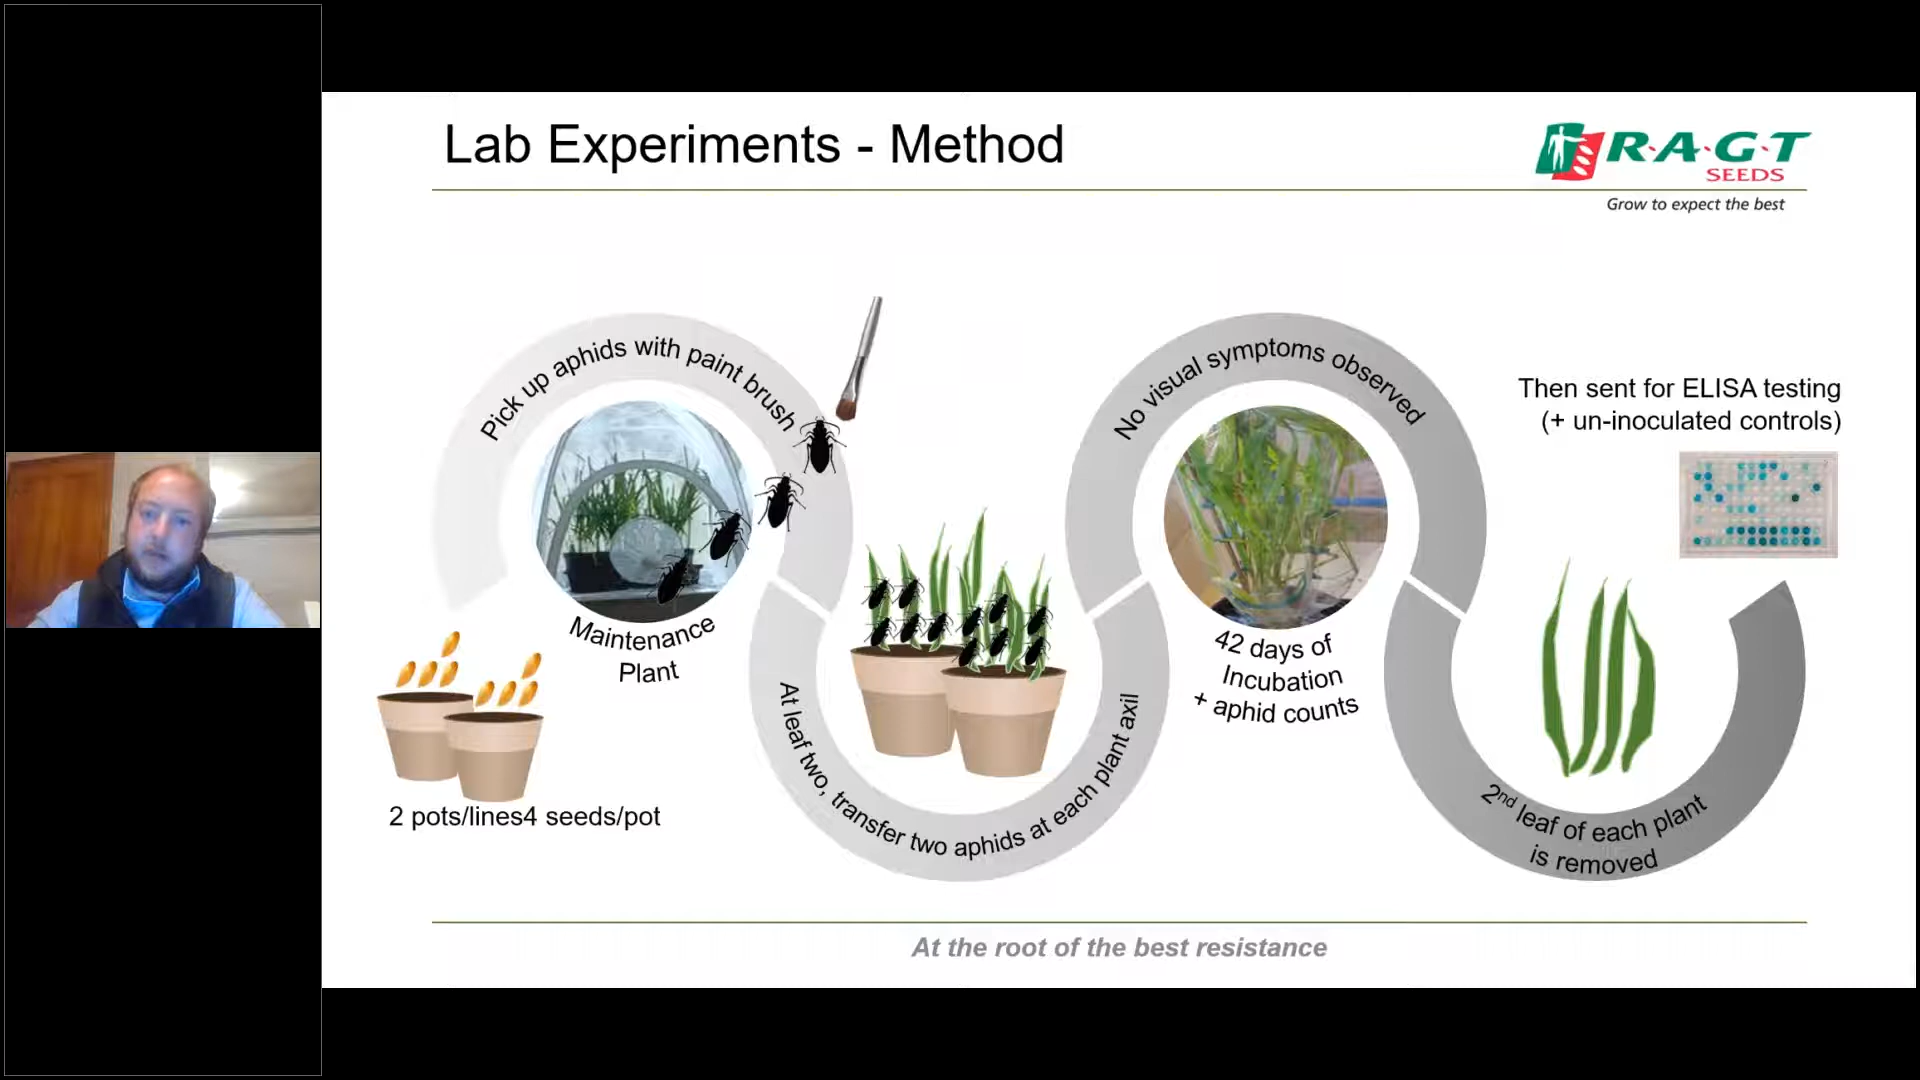 Lab Experiments - Method
R·A·G·T
SEEDS
Grow to expect the best
Pick up aphids with paint brush
Maintenance
Plant
2 pots/lines4 seeds/pot
At leaf two, transfer two aphids at each plant axil
No visual symptoms observed
42 days of
Incubation
+ aphid counts
2nd leaf of each plant
is removed
Then sent for ELISA testing
(+ un-inoculated controls)
At the root of the best resistance